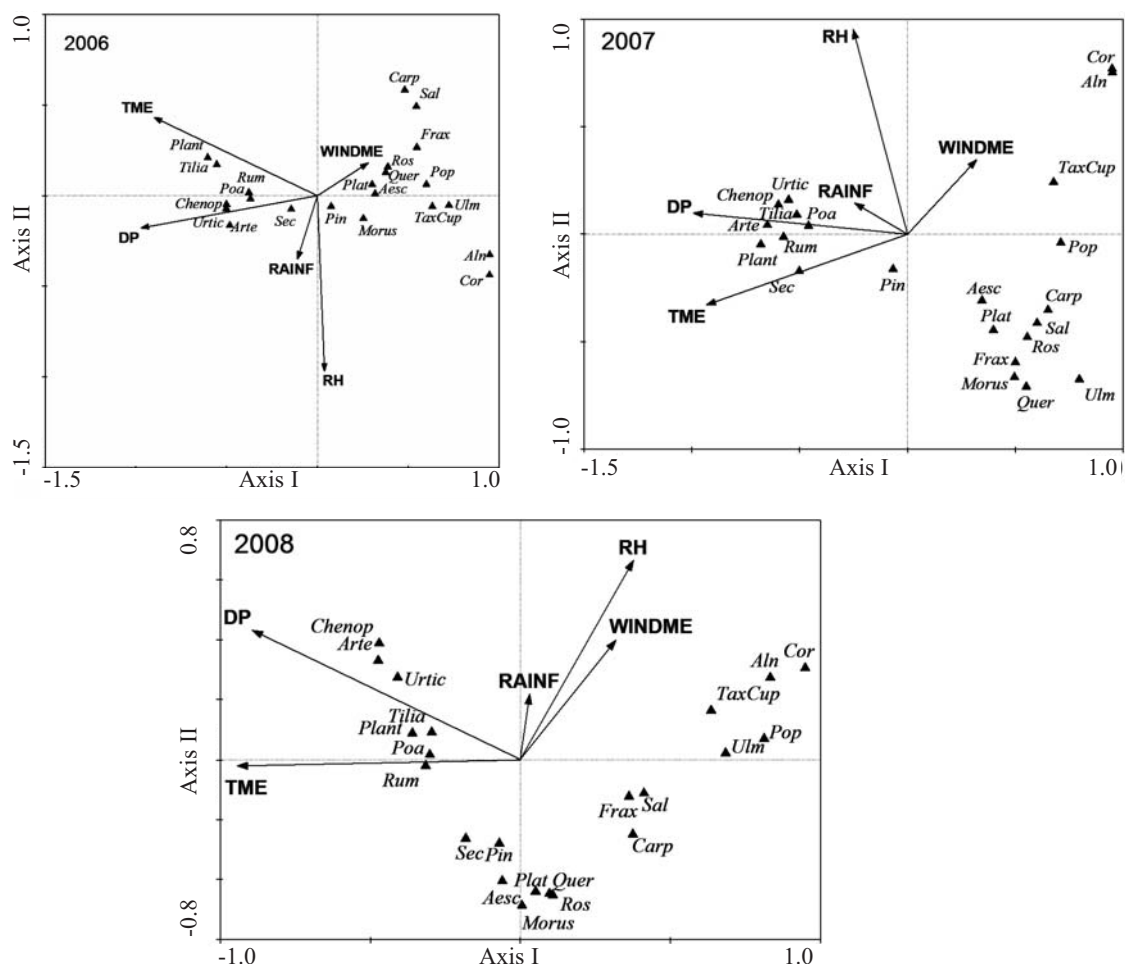 1.0
2006
Carp
Sal
TME
Frax
Plant
WINDME
Tilia
Ros
Rum
Quer
Pop
Poa
Plat
Aesc
Chenop
Sec
Pin
TaxCup
Ulm
Urtic
Arte
Morus
DP
RAINF
Aln
Cor
RH
Axis II
-1.5
-1.5
Axis I
1.0
1.0
2007
RH
Cor
Aln
WINDME
TaxCup
Urtic
RAINF
Chenop
DP
Tilia
Poa
Arte
Rum
Plant
Pop
Sec
Pin
TME
Aesc
Carp
Plat
Sal
Ros
Frax
Morus
Quer
Ulm
Axis II
-1.0
-1.5
Axis I
1.0
0.8
2008
RH
DP
Chenop
WINDME
Arte
Urtic
RAINF
Aln
Cor
TaxCup
Tilia
Plant
Pop
Poa
Ulm
TME
Rum
Frax
Sal
Sec
Pin
Carp
Plat
Quer
Aesc
Ros
Morus
Axis II
-0.8
-1.0
Axis I
1.0